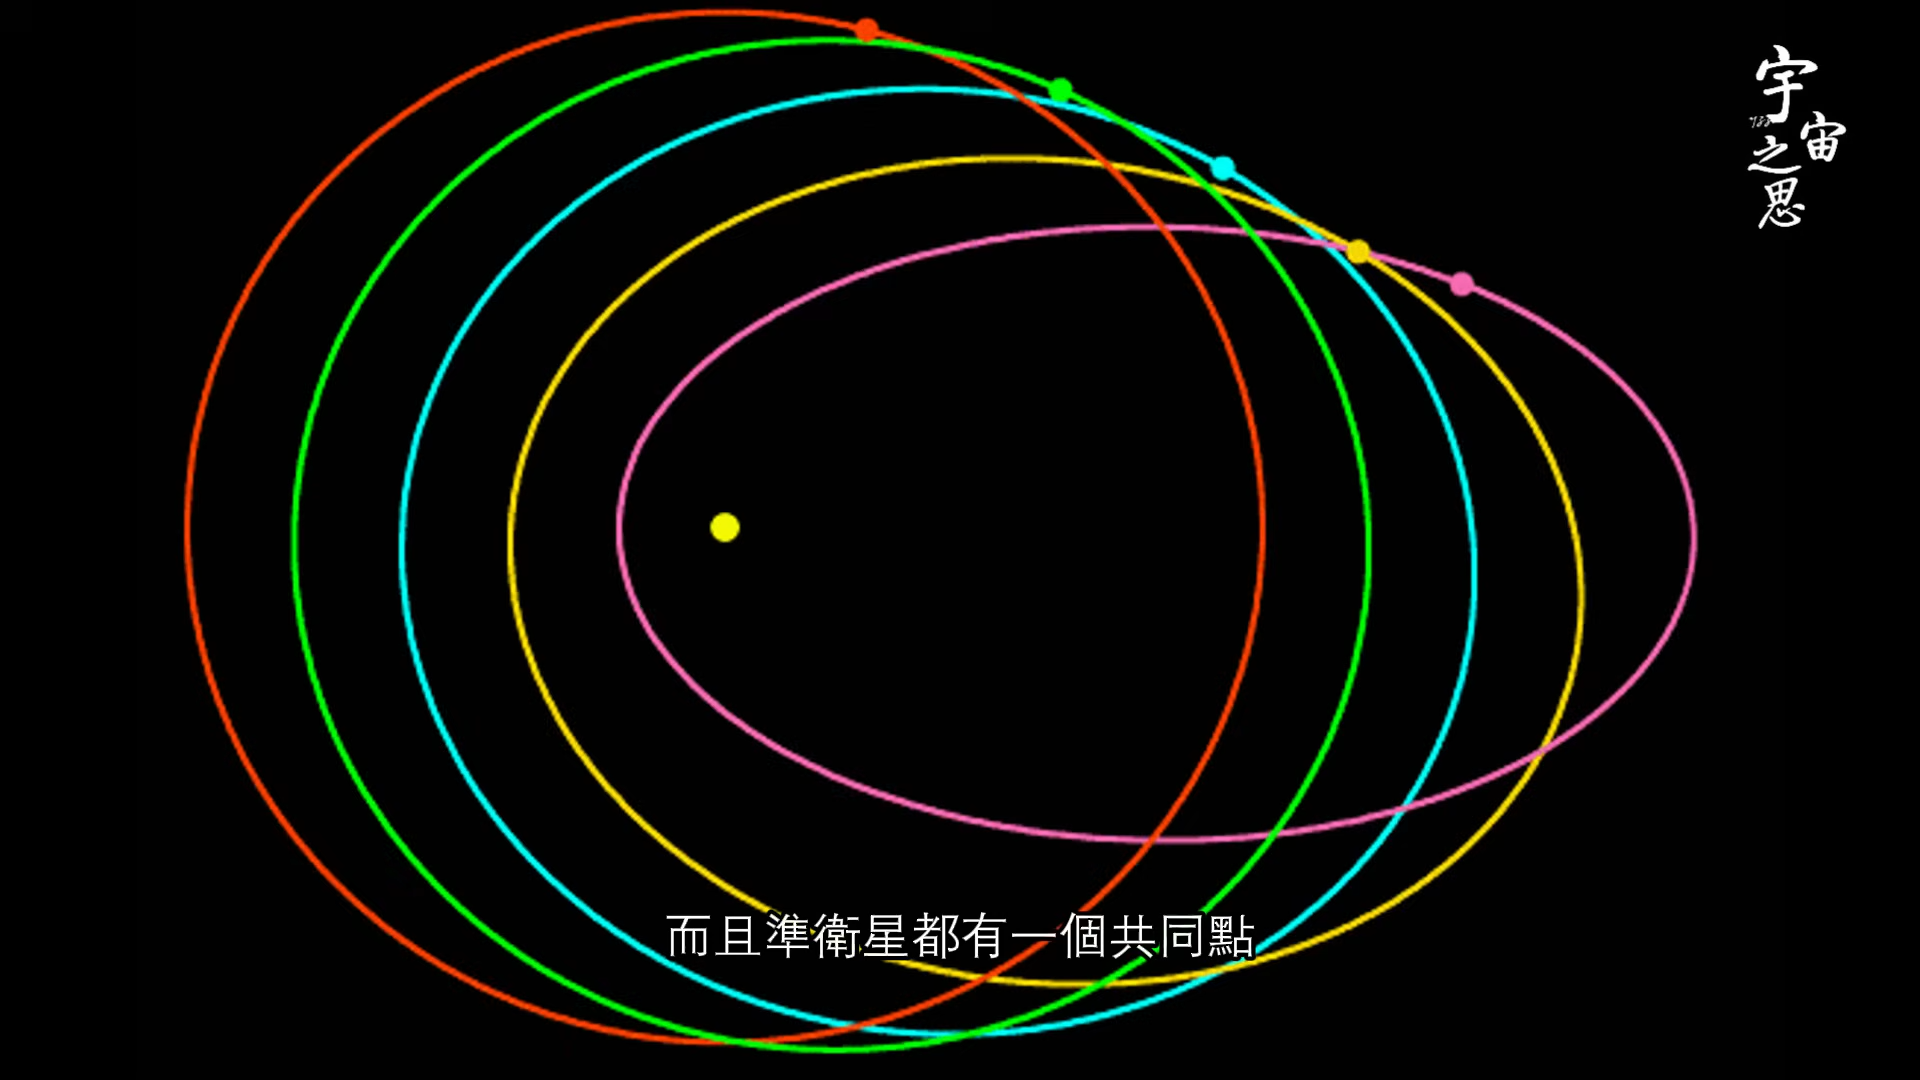 宇宙
之思
而且準衛星都有一個共同點